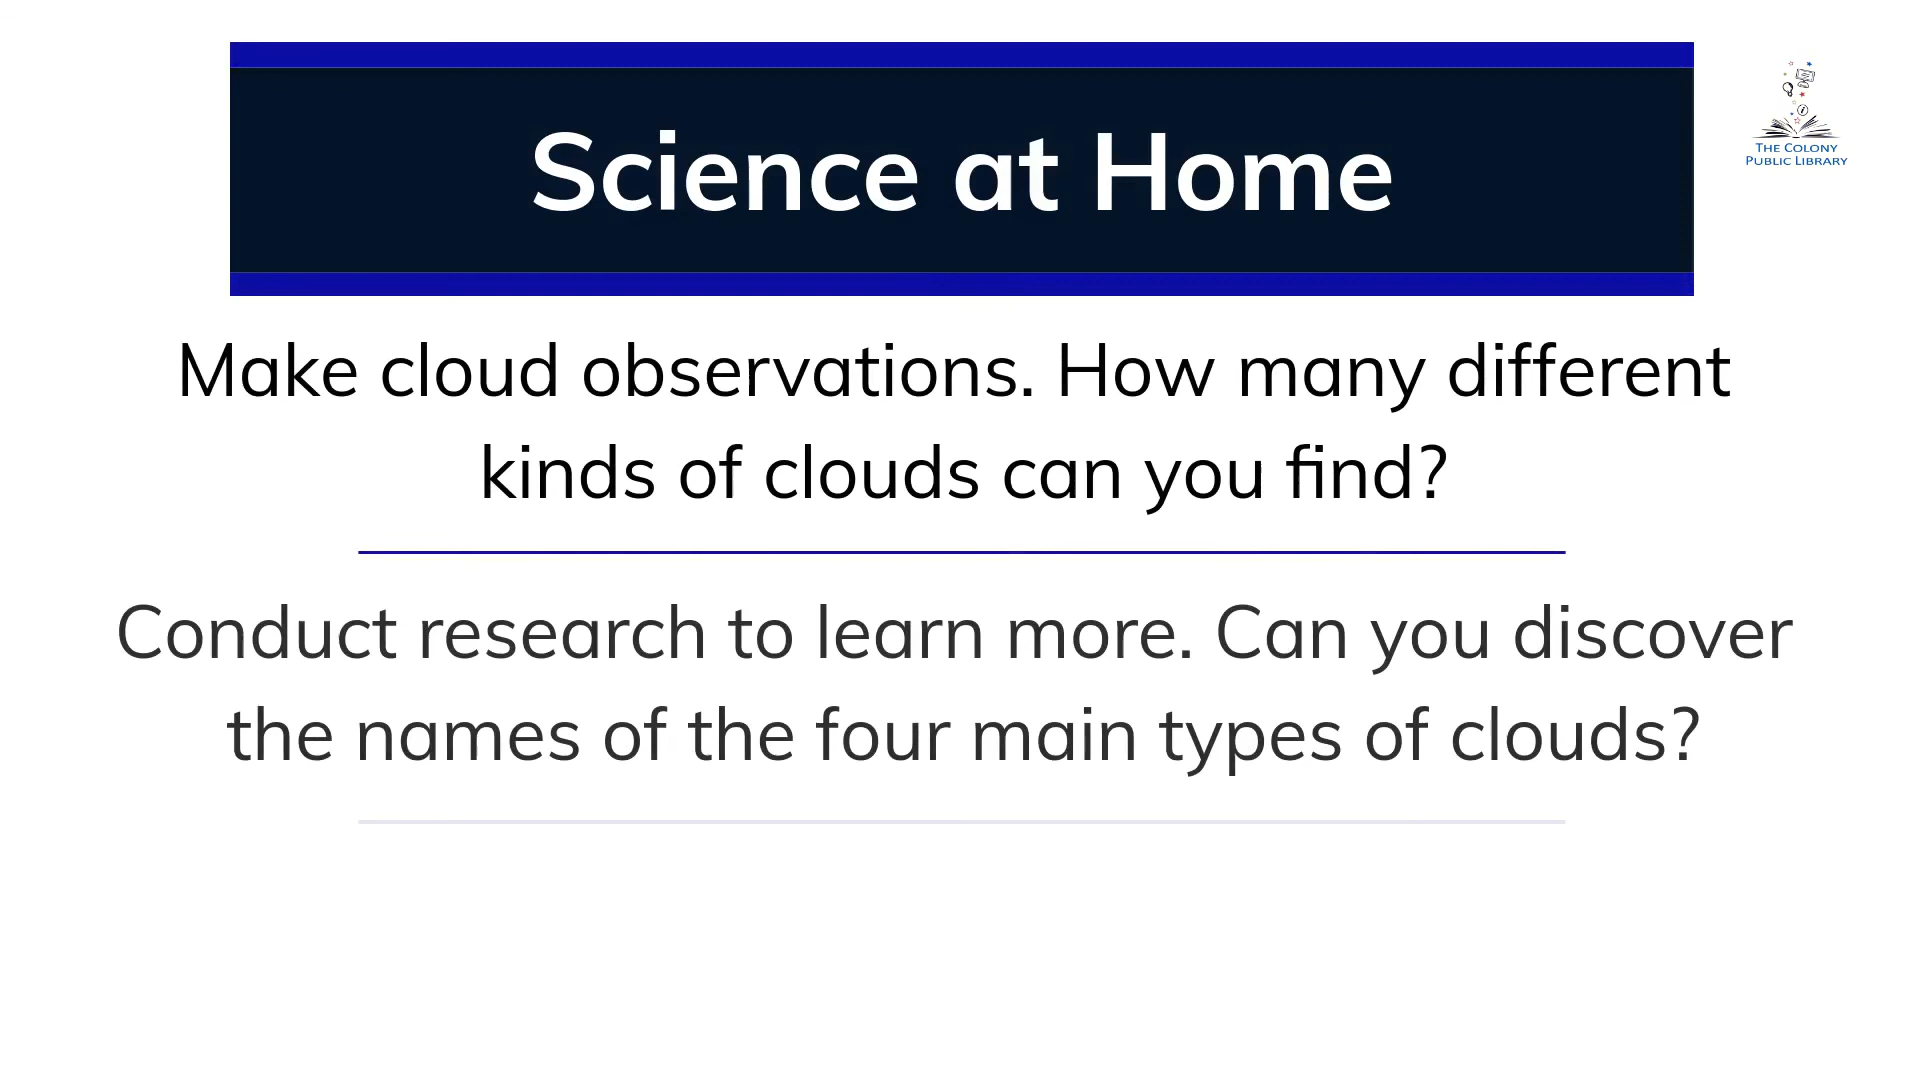 Science at Home
THE COLONY
PUBLIC LIBRARY
Make cloud observations. How many different
kinds of clouds can you find?
Conduct research to learn more. Can you discover
the names of the four main types of clouds?